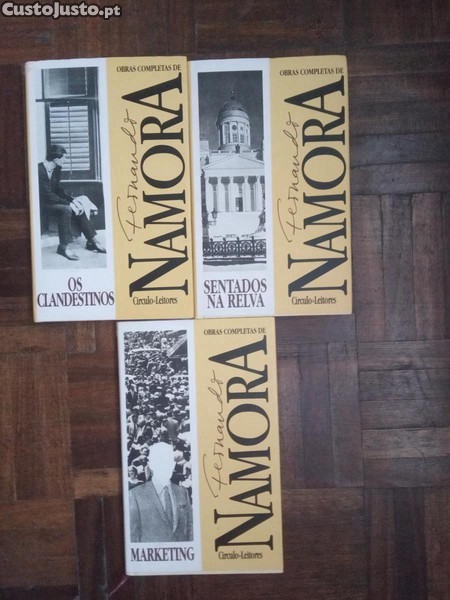 CustoJusto.pt
OBRAS COMPLETAS DE
Fernando
NAMORA
OS
CLANDESTINOS
Círculo-Leitores
OBRAS COMPLETAS DE
Fernando
NAMORA
SENTADOS
NA RELVA
Círculo-Leitores
OBRAS COMPLETAS DE
Fernando
NAMORA
MARKETING
Círculo-Leitores